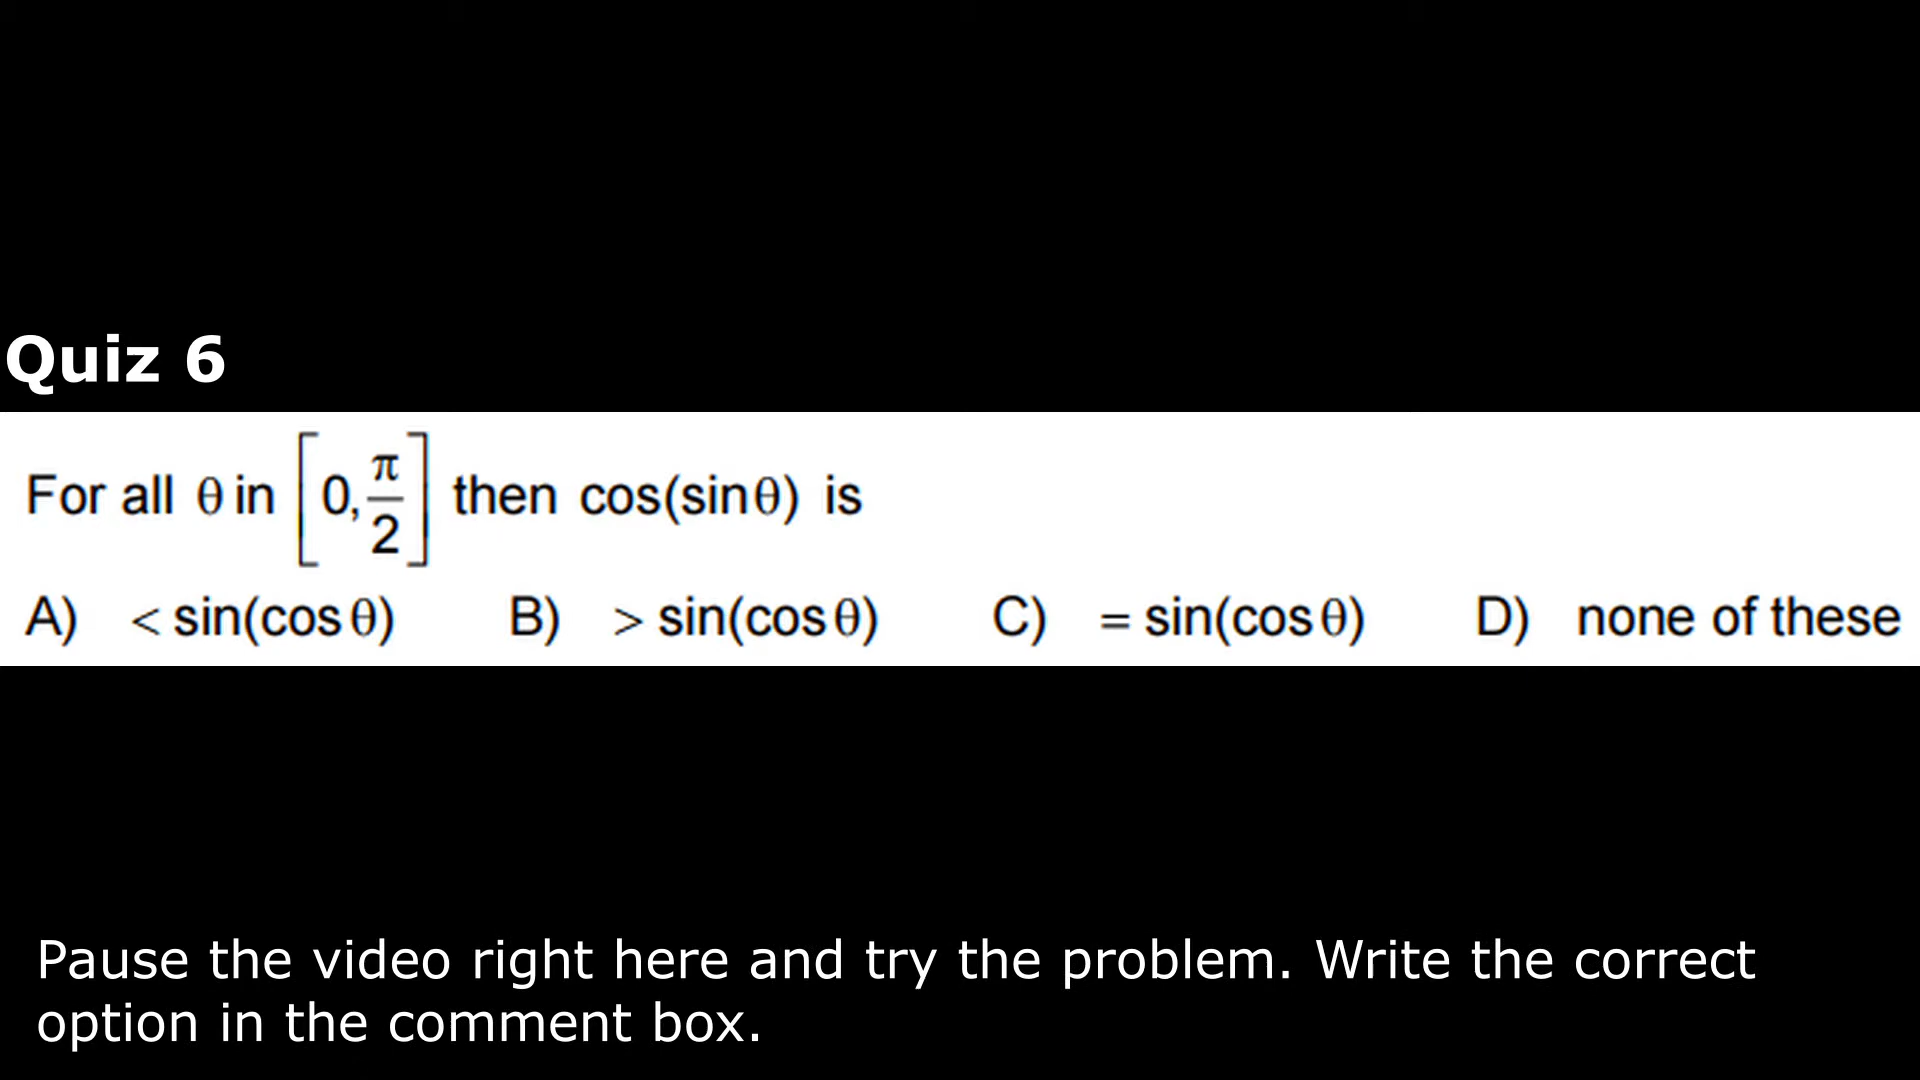 Quiz 6
For all θ in [0, π/2] then cos(sinθ) is
A) < sin(cosθ) B) > sin(cosθ) C) = sin(cosθ) D) none of these
Pause the video right here and try the problem. Write the correct
option in the comment box.